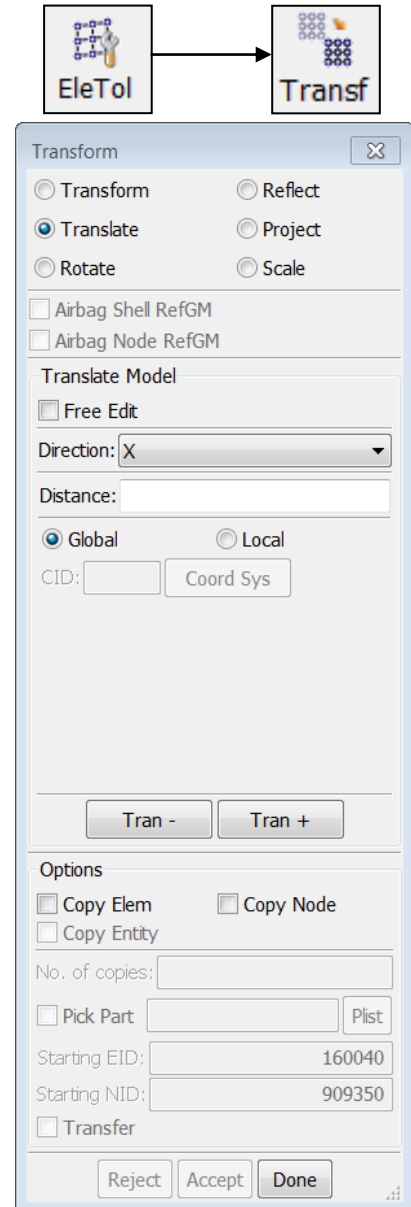 EleTol Transf
Transform
Transform Reflect
Translate Project
Rotate Scale
Airbag Shell RefGM
Airbag Node RefGM
Translate Model
Free Edit
Direction: X
Distance:
Global Local
CID: Coord Sys
Tran - Tran +
Options
Copy Elem Copy Node
Copy Entity
No. of copies:
Pick Part Plist
Starting EID: 160040
Starting NID: 909350
Transfer
Reject Accept Done